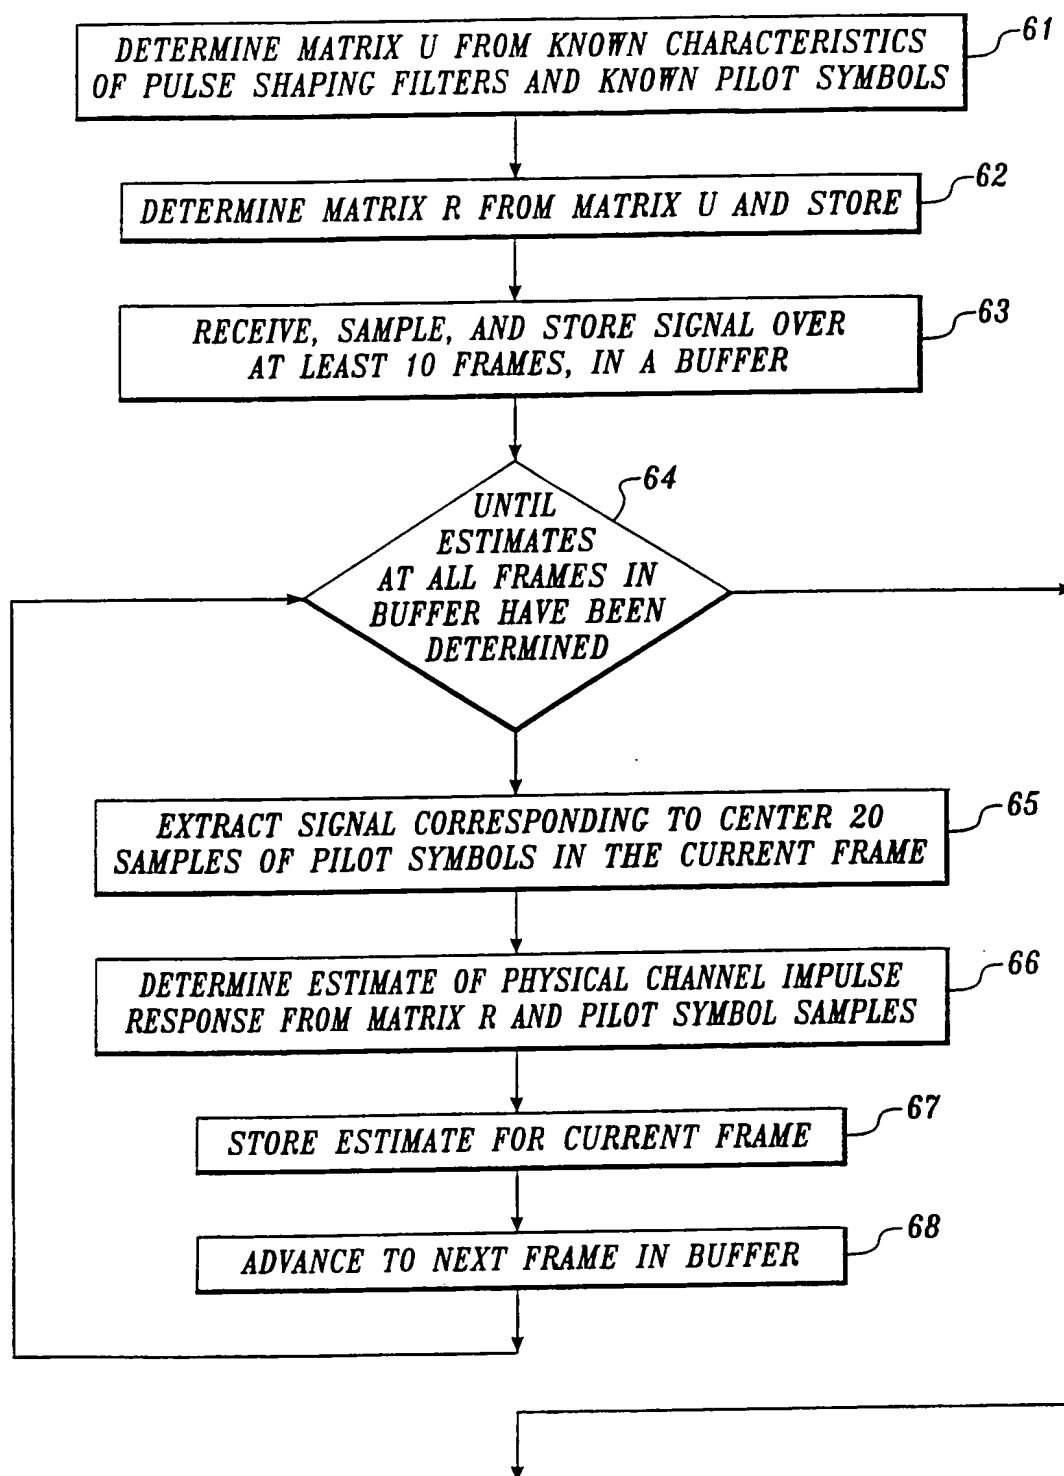 DETERMINE MATRIX U FROM KNOWN CHARACTERISTICS
OF PULSE SHAPING FILTERS AND KNOWN PILOT SYMBOLS
61
DETERMINE MATRIX R FROM MATRIX U AND STORE
62
RECEIVE, SAMPLE, AND STORE SIGNAL OVER
AT LEAST 10 FRAMES, IN A BUFFER
63
UNTIL
ESTIMATES
AT ALL FRAMES IN
BUFFER HAVE BEEN
DETERMINED
64
EXTRACT SIGNAL CORRESPONDING TO CENTER 20
SAMPLES OF PILOT SYMBOLS IN THE CURRENT FRAME
65
DETERMINE ESTIMATE OF PHYSICAL CHANNEL IMPULSE
RESPONSE FROM MATRIX R AND PILOT SYMBOL SAMPLES
66
STORE ESTIMATE FOR CURRENT FRAME
67
ADVANCE TO NEXT FRAME IN BUFFER
68